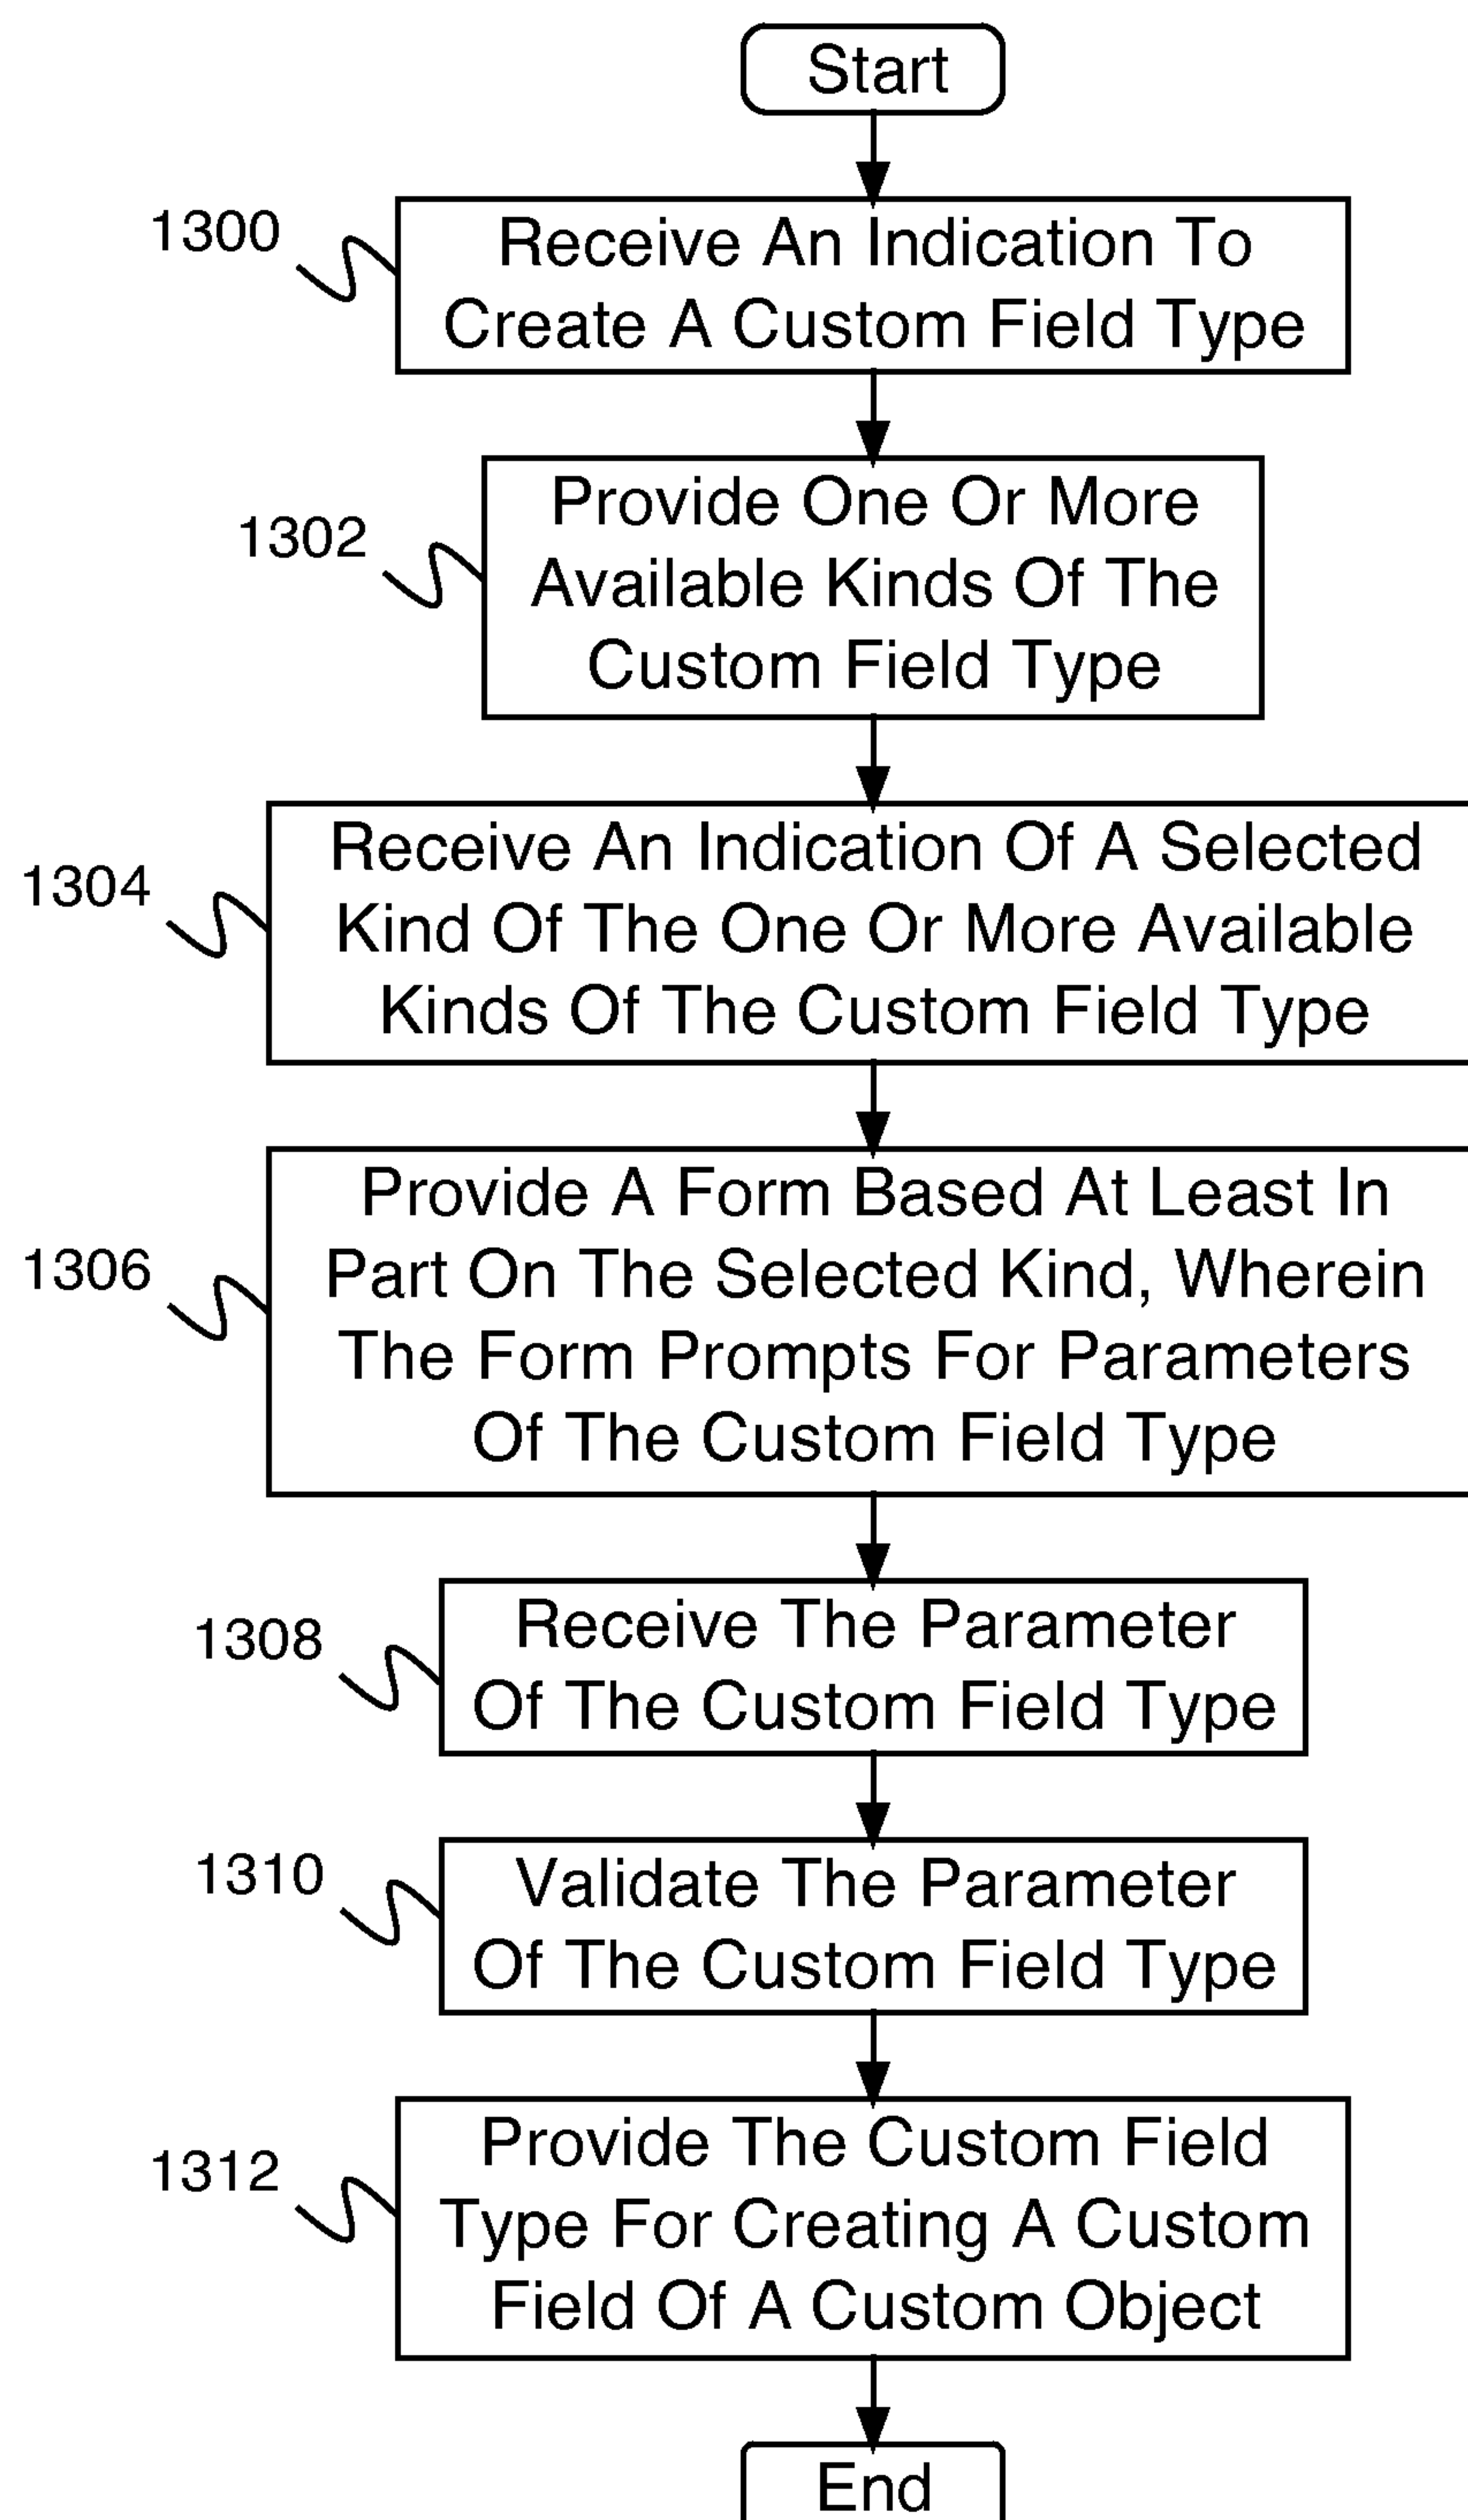 Start
1300
Receive An Indication To
Create A Custom Field Type
1302
Provide One Or More
Available Kinds Of The
Custom Field Type
1304
Receive An Indication Of A Selected
Kind Of The One Or More Available
Kinds Of The Custom Field Type
1306
Provide A Form Based At Least In
Part On The Selected Kind, Wherein
The Form Prompts For Parameters
Of The Custom Field Type
1308
Receive The Parameter
Of The Custom Field Type
1310
Validate The Parameter
Of The Custom Field Type
1312
Provide The Custom Field
Type For Creating A Custom
Field Of A Custom Object
End